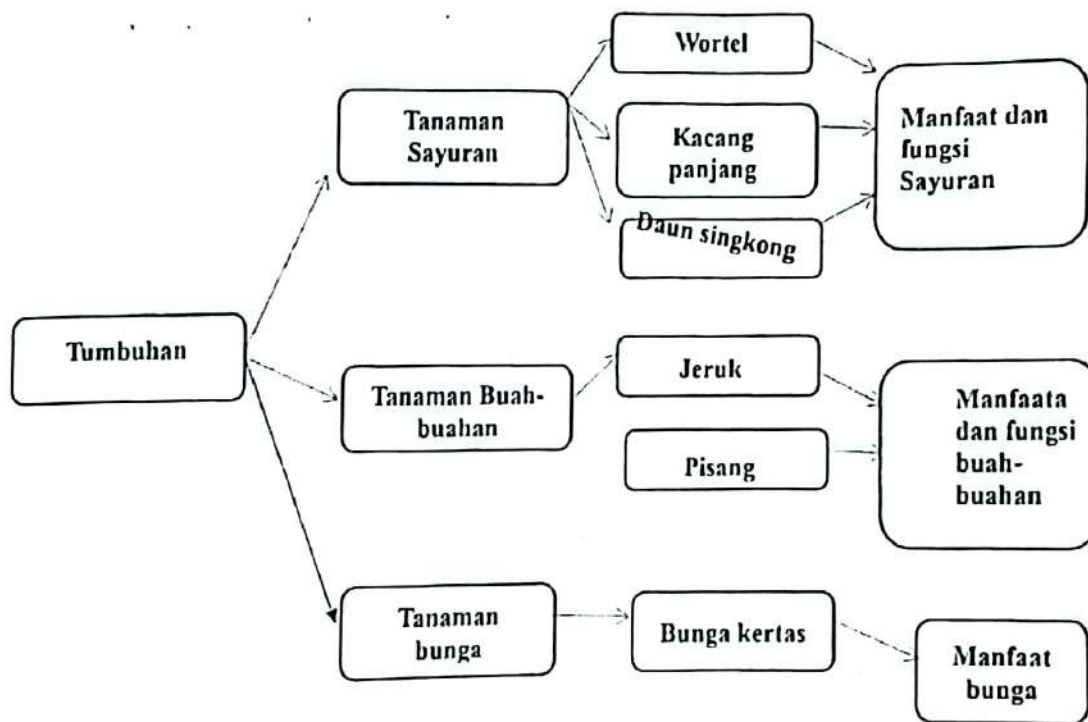 Wortel
Tanaman
Sayuran
Kacang
panjang
Manfaat dan
fungsi
Sayuran
Daun singkong
Tumbuhan
Tanaman Buah-
buahan
Jeruk
Pisang
Manfaata
dan fungsi
buah-
buahan
Tanaman
bunga
Bunga kertas
Manfaat
bunga